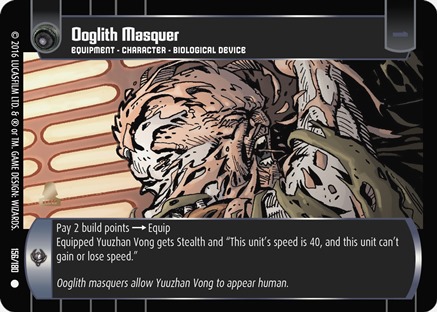 Ooglith Masquer
EQUIPMENT - CHARACTER - BIOLOGICAL DEVICE
© 2016 LUCASFILM LTD. & ® or TM. GAME DESIGN: WIZARDS.
156/180
Pay 2 build points → Equip
Equipped Yuuzhan Vong gets Stealth and “This unit’s speed is 40, and this unit can’t
gain or lose speed.”
Ooglith masquers allow Yuuzhan Vong to appear human.